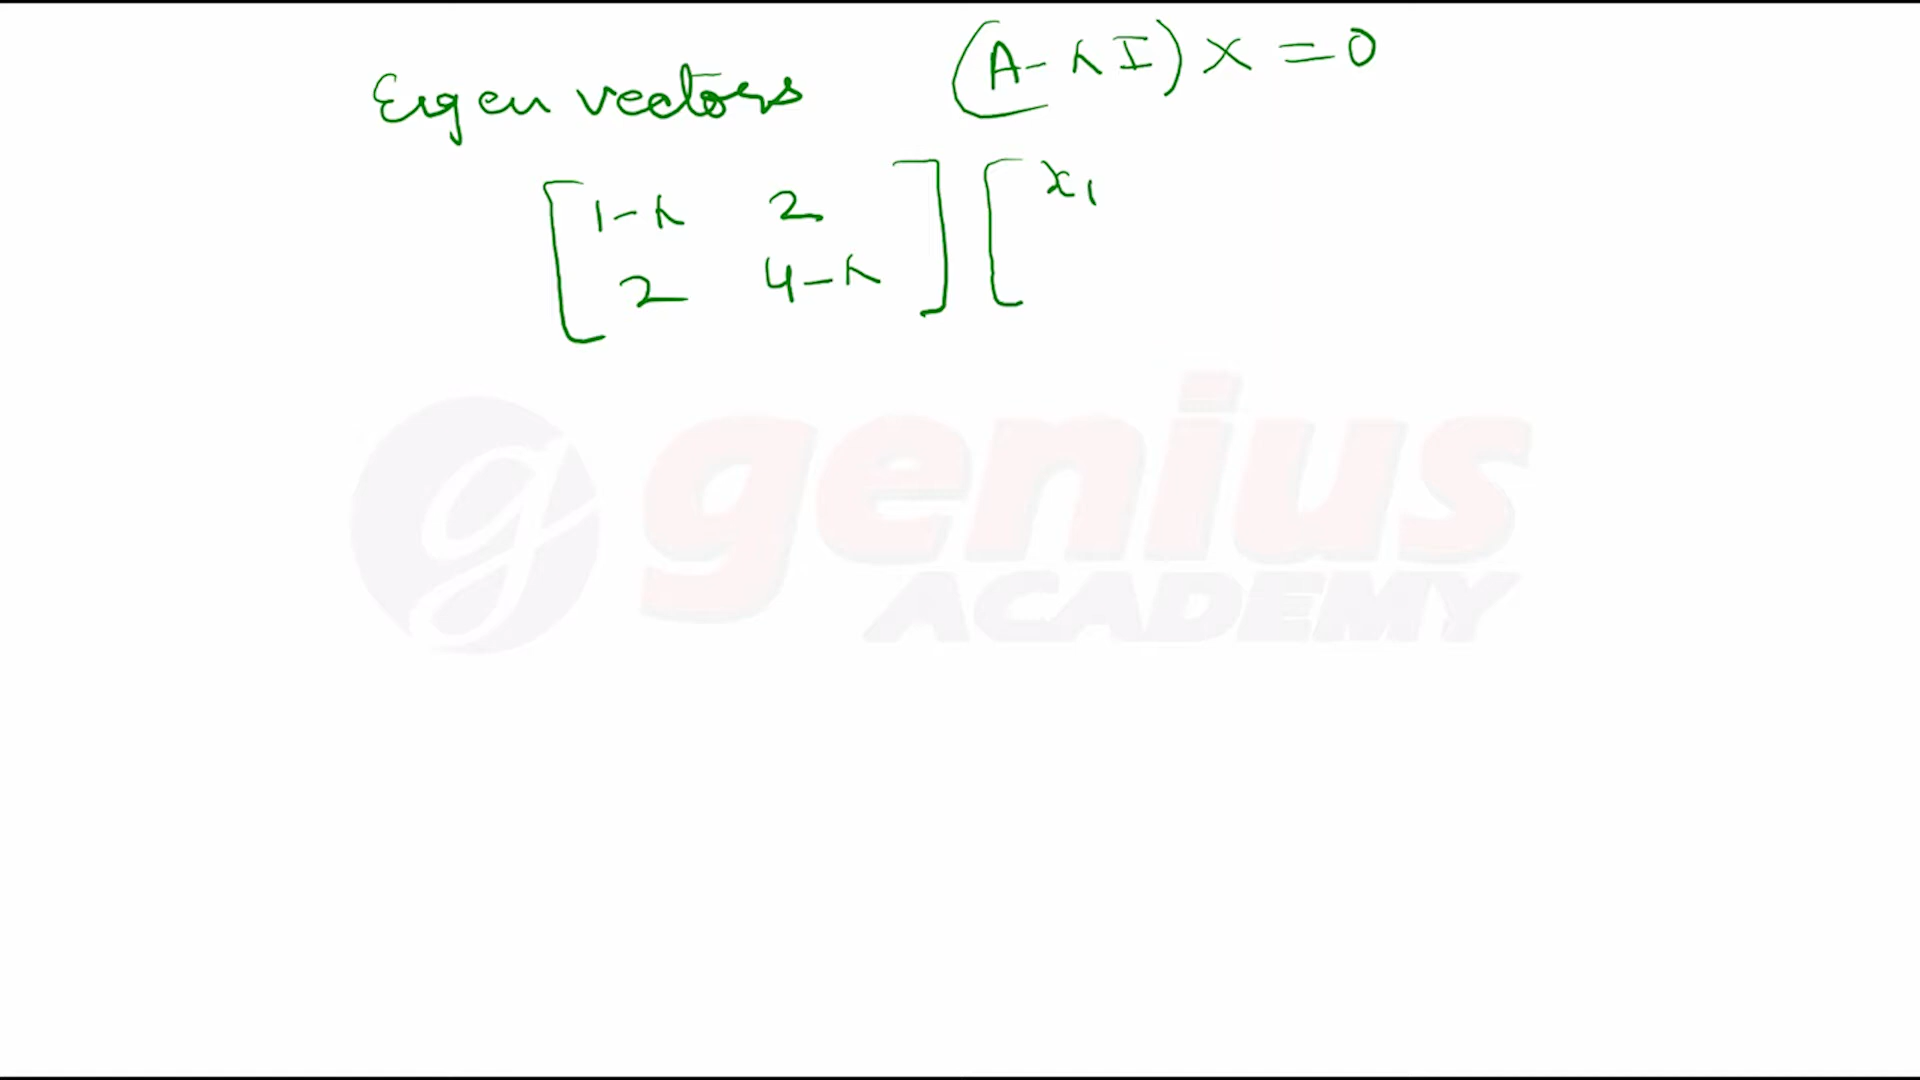 Eigen vectors (A-λI)X=0
[1-λ 2
2 4-λ] [x₁
genius
ACADEMY